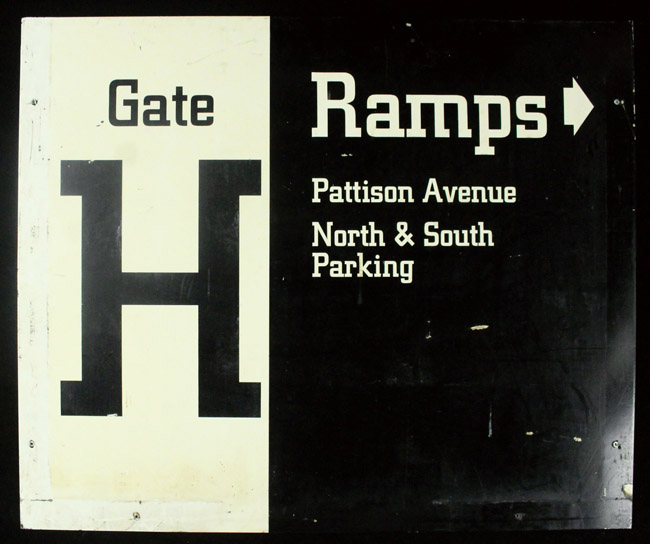 Gate
H
Ramps
Pattison Avenue
North & South
Parking